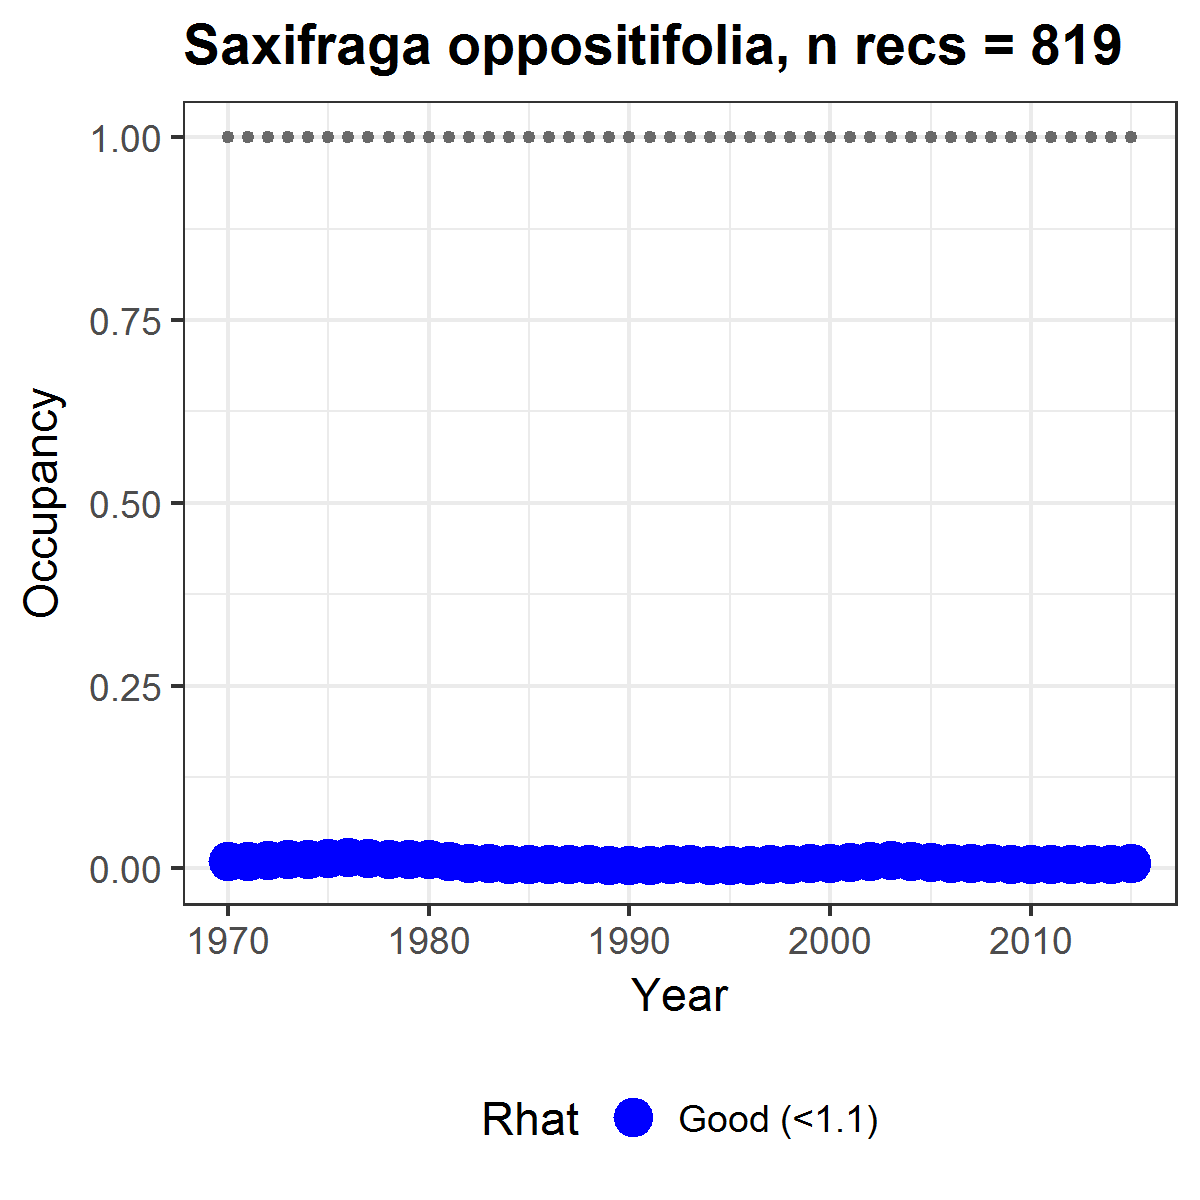 Saxifraga oppositifolia, n recs = 819
1.00
0.75
0.50
0.25
0.00
Occupancy
1970 1980 1990 2000 2010
Year
Rhat Good (<1.1)